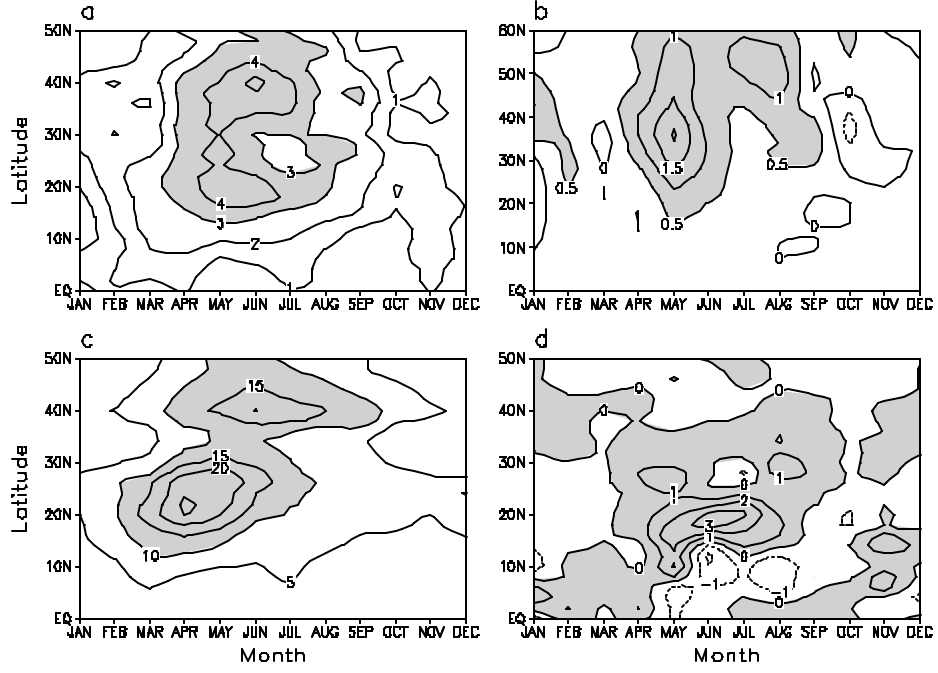 a
50N
40N
30N
20N
10N
EQ
Latitude
4
1
3
4
3
2
1
JAN FEB MAR APR MAY JUN JUL AUG SEP OCT NOV DEC
b
60N
50N
40N
30N
20N
10N
EQ
1
0
1
1.5
0
0.5
0.5
0.5
0
0
JAN FEB MAR APR MAY JUN JUL AUG SEP OCT NOV DEC
c
50N
40N
30N
20N
10N
EQ
Latitude
15
15
20
10
5
JAN FEB MAR APR MAY JUN JUL AUG SEP OCT NOV DEC
Month
d
50N
40N
30N
20N
10N
EQ
0
0
0
1
0
1
1
2
3
1
0
0
-1
-1
0
JAN FEB MAR APR MAY JUN JUL AUG SEP OCT NOV DEC
Month